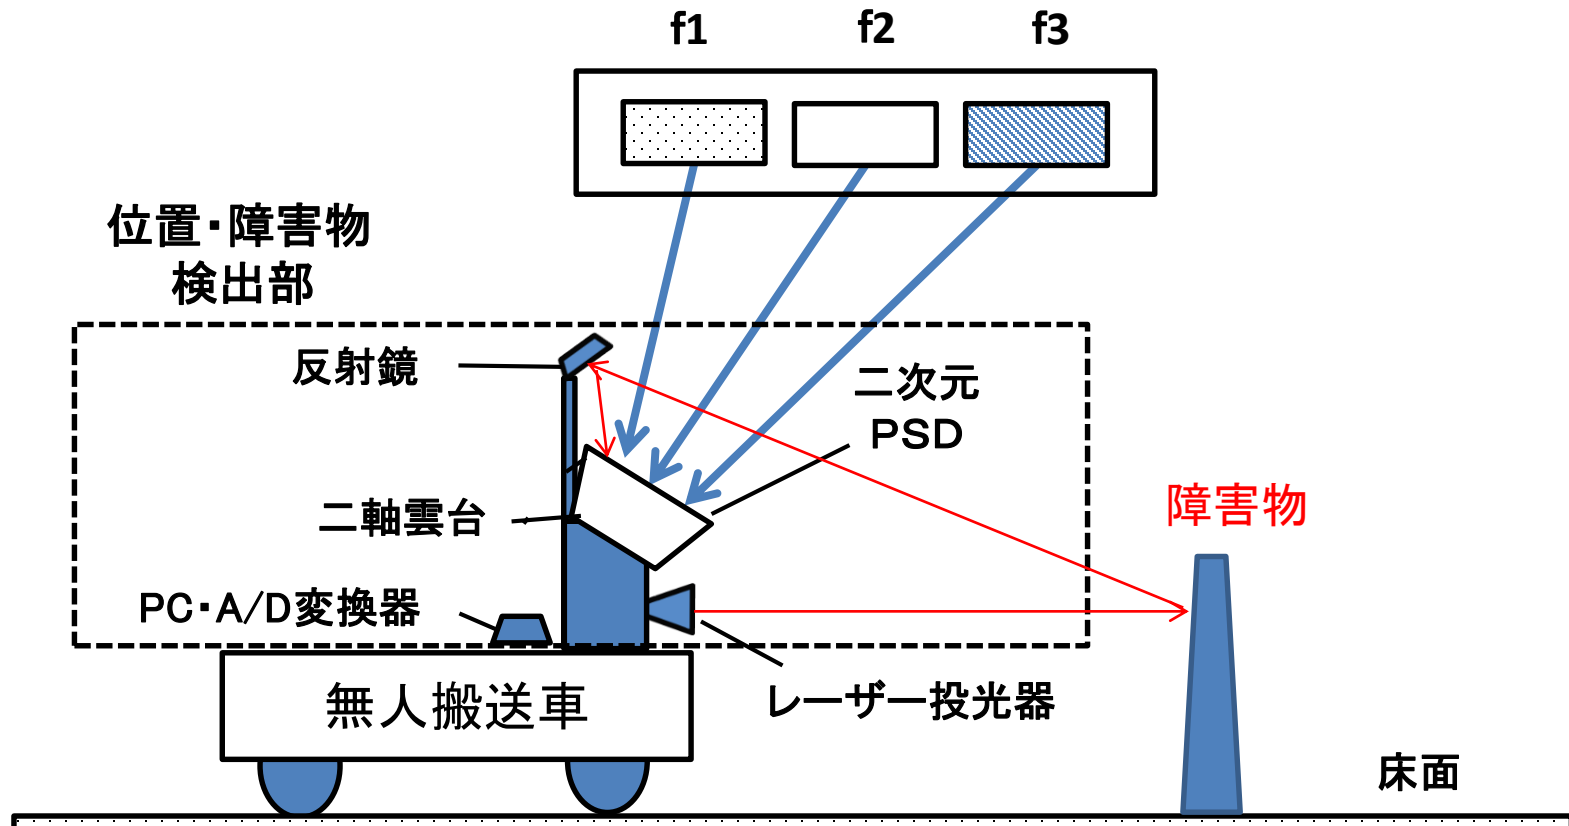 f1 f2 f3
位置・障害物
検出部
反射鏡
二次元
PSD
障害物
二軸雲台
PC・A/D変換器
レーザー投光器
無人搬送車
床面